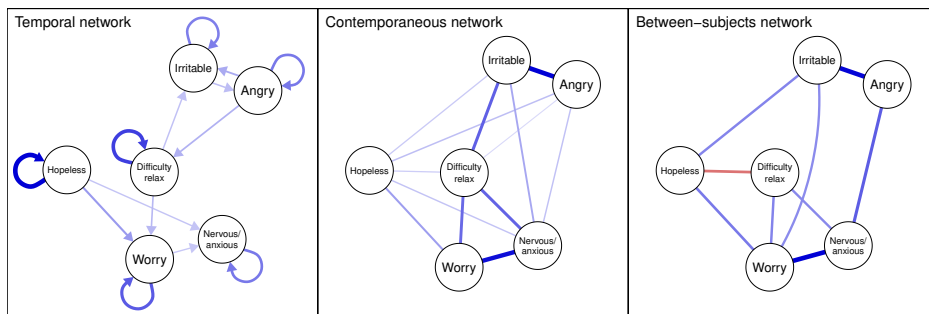 Temporal network
Irritable
Angry
Hopeless
Difficulty
relax
Nervous/
anxious
Worry
Contemporaneous network
Irritable
Angry
Hopeless
Difficulty
relax
Nervous/
anxious
Worry
Between−subjects network
Irritable
Angry
Hopeless
Difficulty
relax
Nervous/
anxious
Worry